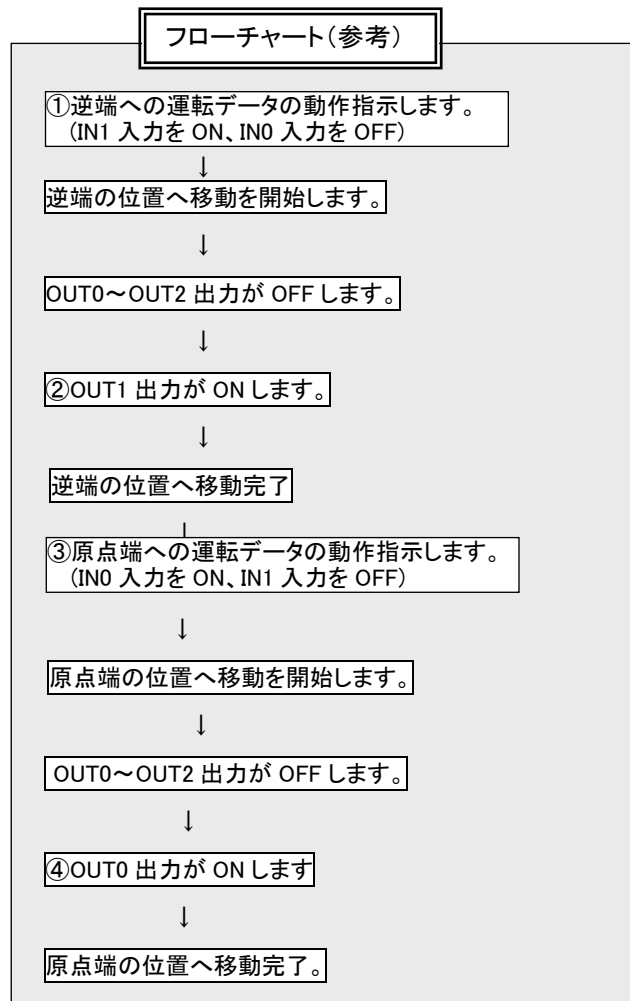 フローチャート(参考)
①逆端への運転データの動作指示します。
(IN1 入力を ON、IN0 入力を OFF)
↓
逆端の位置へ移動を開始します。
↓
OUT0～OUT2 出力が OFF します。
↓
②OUT1 出力が ON します。
↓
逆端の位置へ移動完了
③原点端への運転データの動作指示します。
(IN0 入力を ON、IN1 入力を OFF)
↓
原点端の位置へ移動を開始します。
↓
OUT0～OUT2 出力が OFF します。
↓
④OUT0 出力が ON します
↓
原点端の位置へ移動完了。